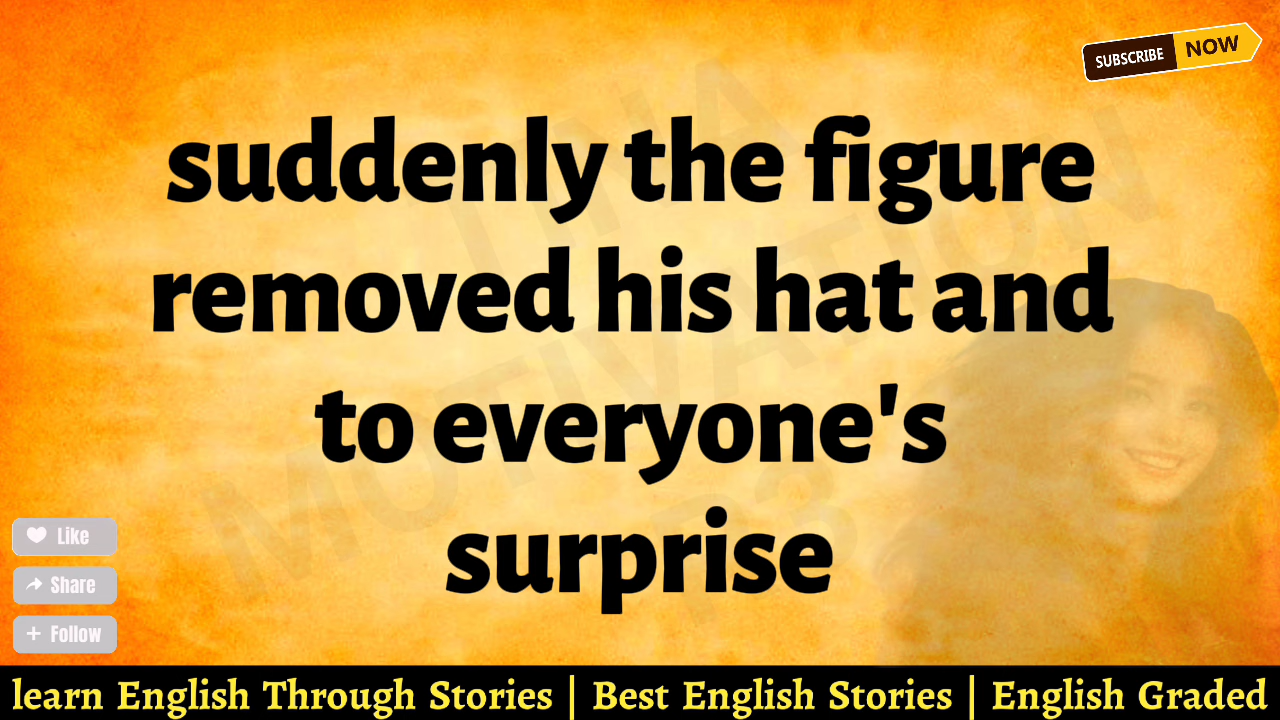 SUBSCRIBE NOW
suddenly the figure
removed his hat and
to everyone's
surprise
Like
Share
Follow
learn English Through Stories | Best English Stories | English Graded